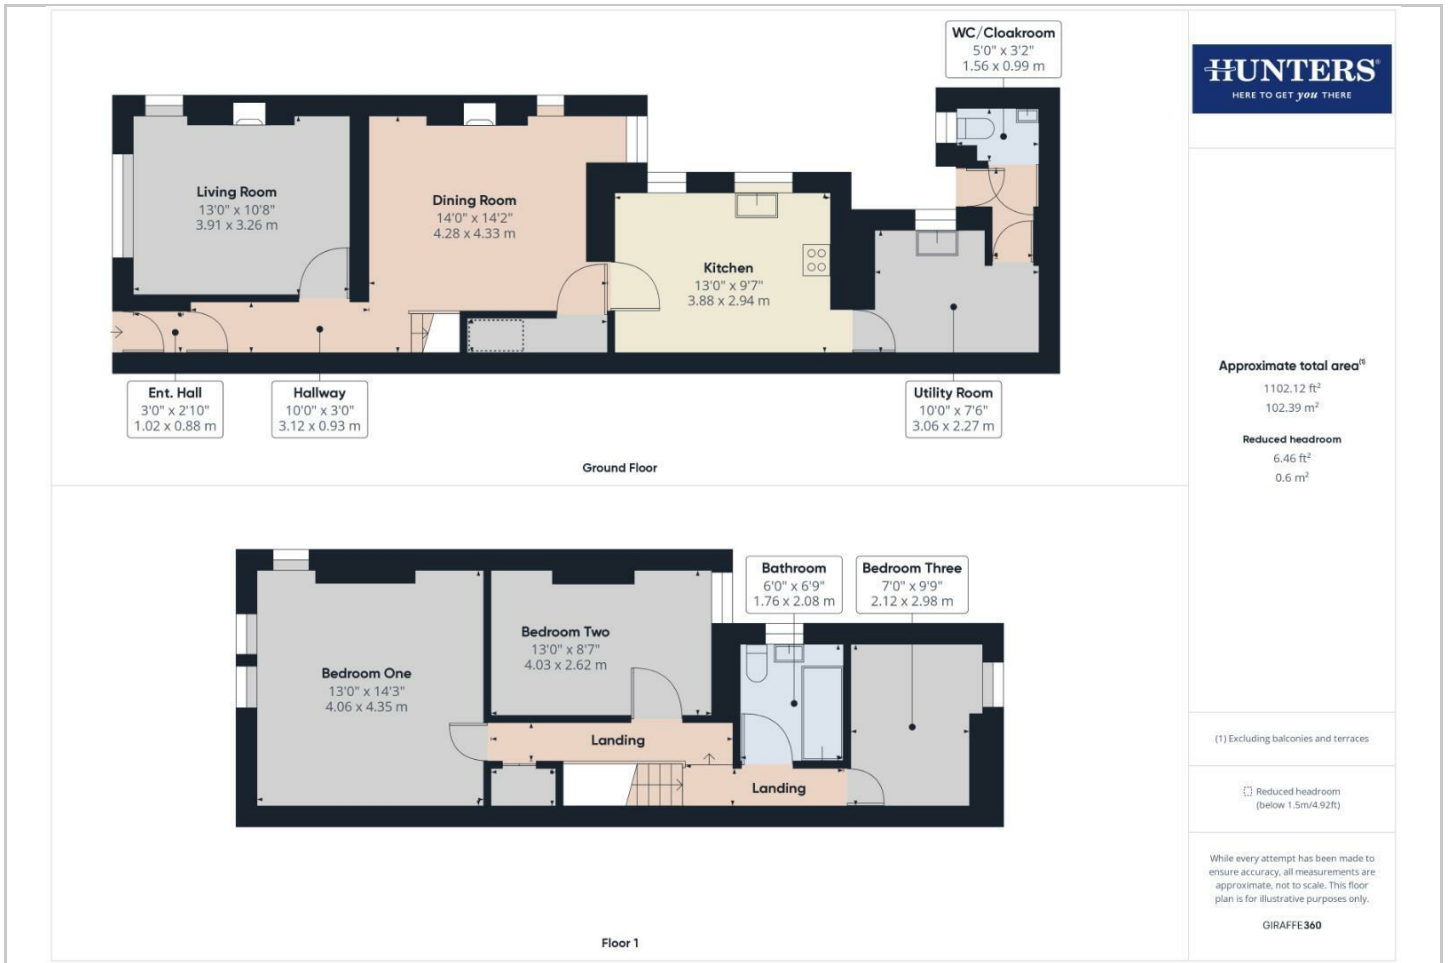 WC/Cloakroom
5'0" x 3'2"
1.56 x 0.99 m
HUNTERS®
HERE TO GET you THERE
Living Room
13'0" x 10'8"
3.91 x 3.26 m
Dining Room
14'0" x 14'2"
4.28 x 4.33 m
Kitchen
13'0" x 9'7"
3.88 x 2.94 m
Ent. Hall
3'0" x 2'10"
1.02 x 0.88 m
Hallway
10'0" x 3'0"
3.12 x 0.93 m
Utility Room
10'0" x 7'6"
3.06 x 2.27 m
Ground Floor
Approximate total area(1)
1102.12 ft²
102.39 m²
Reduced headroom
6.46 ft²
0.6 m²
Bathroom
6'0" x 6'9"
1.76 x 2.08 m
Bedroom Three
7'0" x 9'9"
2.12 x 2.98 m
Bedroom Two
13'0" x 8'7"
4.03 x 2.62 m
Bedroom One
13'0" x 14'3"
4.06 x 4.35 m
Landing
Landing
Floor 1
(1) Excluding balconies and terraces
Reduced headroom
(below 1.5m/4.92ft)
While every attempt has been made to
ensure accuracy, all measurements are
approximate, not to scale. This floor
plan is for illustrative purposes only.
GIRAFFE360